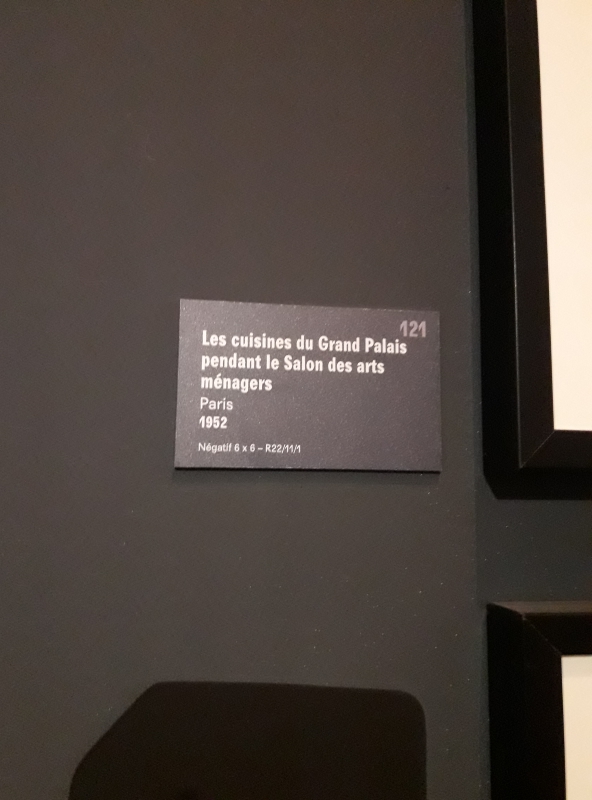 121
Les cuisines du Grand Palais
pendant le Salon des arts
ménagers
Paris
1952
Négatif 6 x 6 – R22/11/1